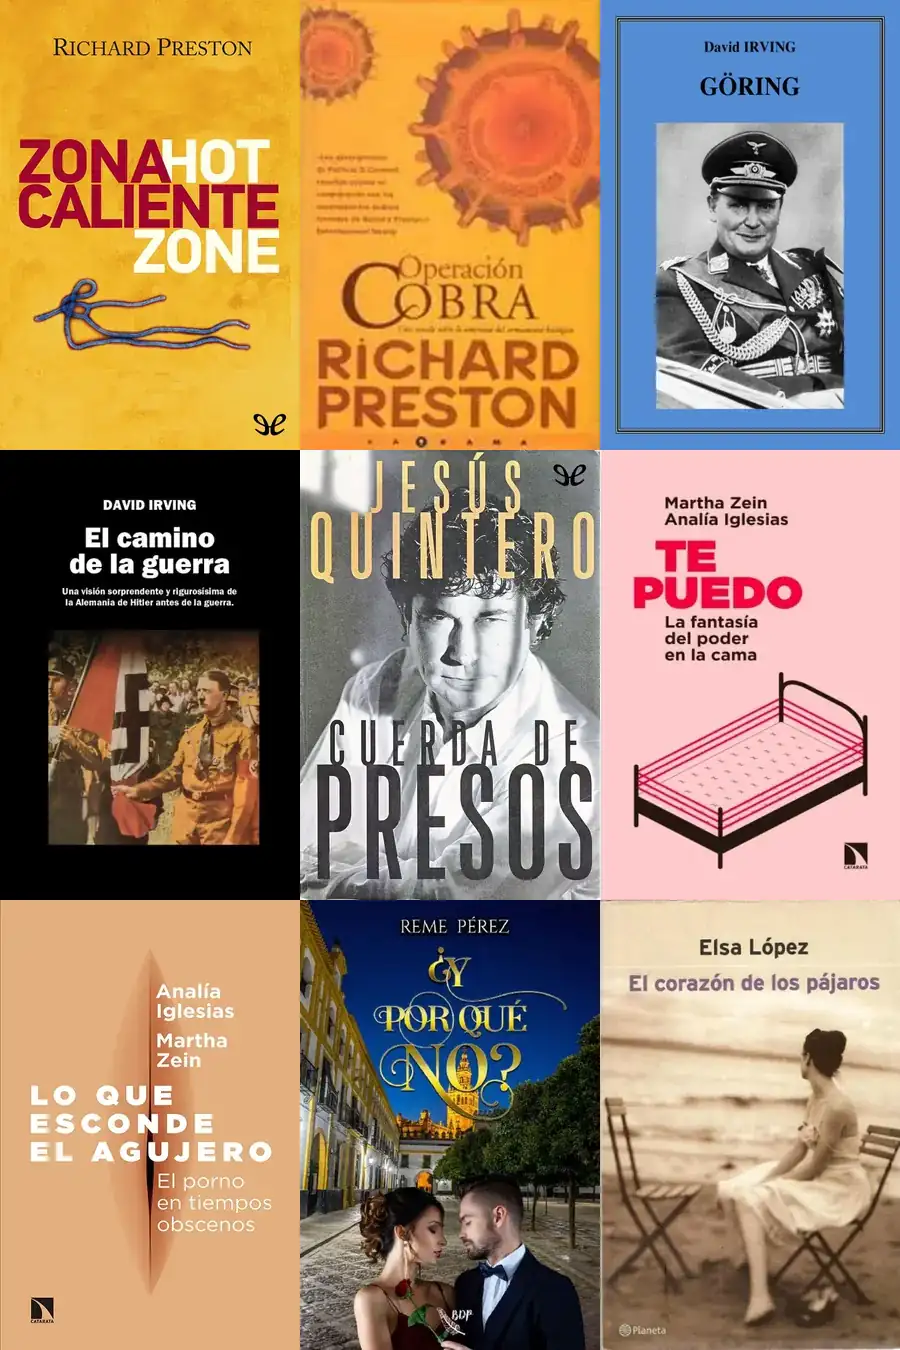 RICHARD PRESTON
ZONA HOT
CALIENTE
ZONE
Operación
COBRA
RiCHARD
PRESTON
David IRVING
GÖRING
DAVID IRVING
El camino
de la guerra
Una visión sorprendente y rigurosísima de
la Alemania de Hitler antes de la guerra.
JESÚS
QUINTERO
CUERDA DE
PRESOS
Martha Zein
Analía Iglesias
TE
PUEDO
La fantasía
del poder
en la cama
CATARATA
Analía
Iglesias
Martha
Zein
LO QUE
ESCONDE
EL AGUJERO
El porno
en tiempos
obscenos
CATARATA
REME PÉREZ
¿Y
POR QUÉ
NO?
BDP
Elsa López
El corazón de los pájaros
Planeta